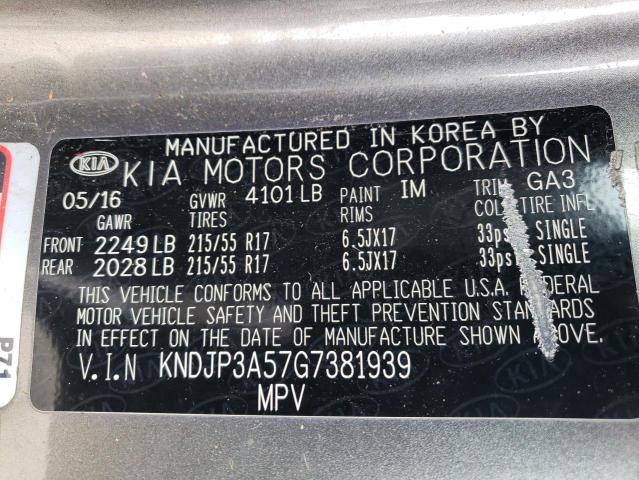 MANUFACTURED IN KOREA BY
KIA KIA MOTORS CORPORATION
05/16 GVWR 4101 LB PAINT IM TRIM GA3
GAWR TIRES RIMS COLD TIRE INFL
FRONT 2249 LB 215/55 R17 6.5JX17 33psi SINGLE
REAR 2028 LB 215/55 R17 6.5JX17 33psi SINGLE
THIS VEHICLE CONFORMS TO ALL APPLICABLE U.S.A. FEDERAL
MOTOR VEHICLE SAFETY AND THEFT PREVENTION STANDARDS
IN EFFECT ON THE DATE OF MANUFACTURE SHOWN ABOVE.
V.I.N KNDJP3A57G7381939
MPV
P71